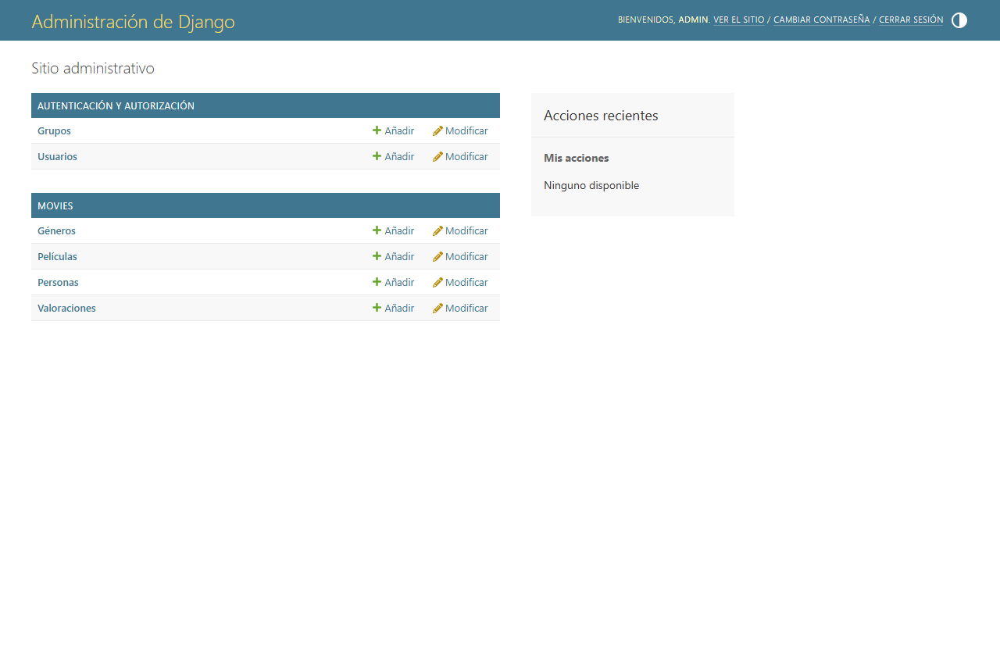 Administración de Django
BIENVENIDOS, ADMIN. VER EL SITIO / CAMBIAR CONTRASEÑA / CERRAR SESIÓN
Sitio administrativo
AUTENTICACIÓN Y AUTORIZACIÓN
Grupos Añadir Modificar
Usuarios Añadir Modificar
MOVIES
Géneros Añadir Modificar
Películas Añadir Modificar
Personas Añadir Modificar
Valoraciones Añadir Modificar
Acciones recientes
Mis acciones
Ninguno disponible